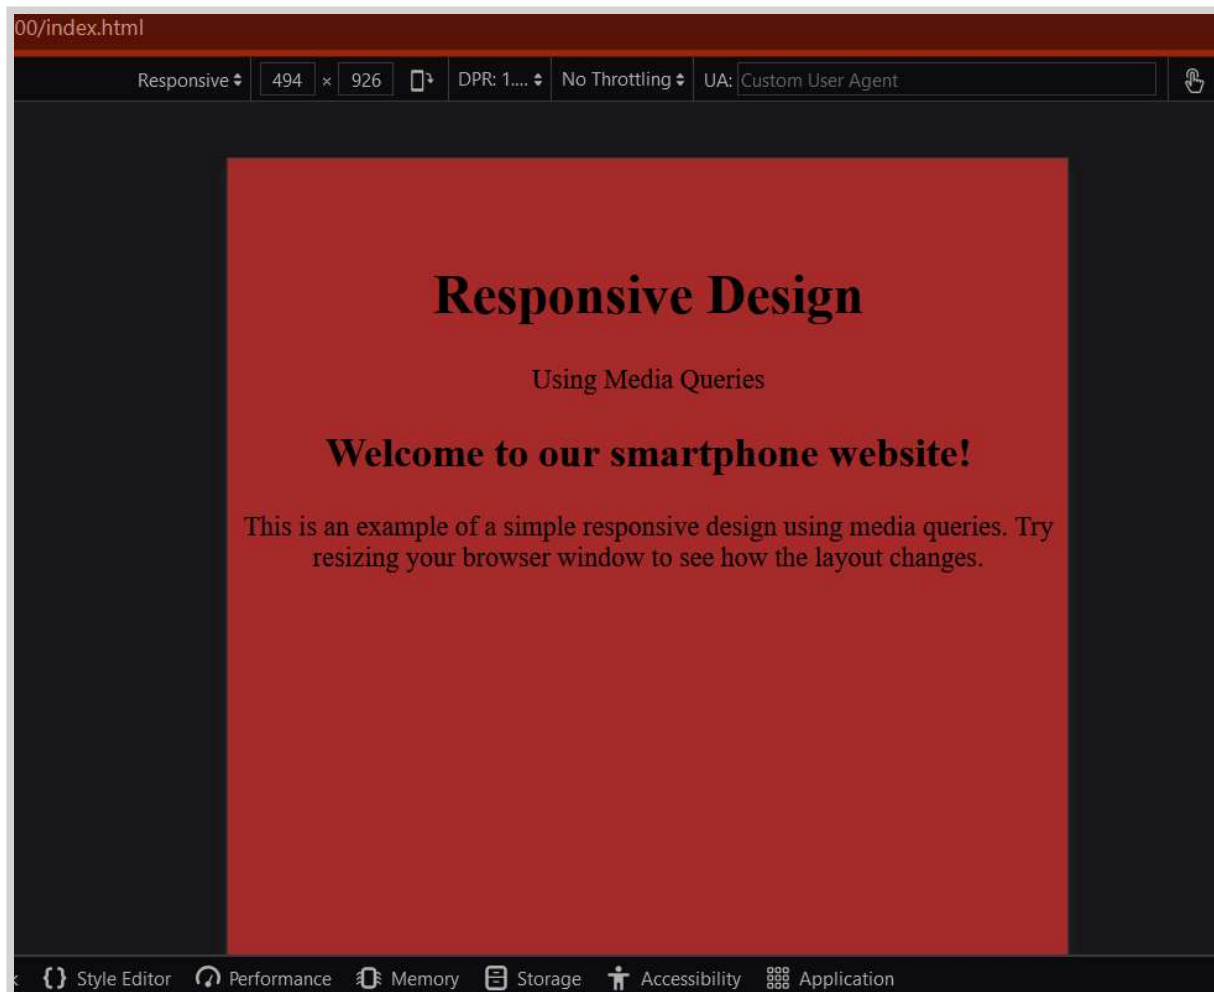 00/index.html
Responsive 494 × 926 DPR: 1.... No Throttling UA: Custom User Agent
Responsive Design
Using Media Queries
Welcome to our smartphone website!
This is an example of a simple responsive design using media queries. Try
resizing your browser window to see how the layout changes.
{} Style Editor Performance Memory Storage Accessibility Application